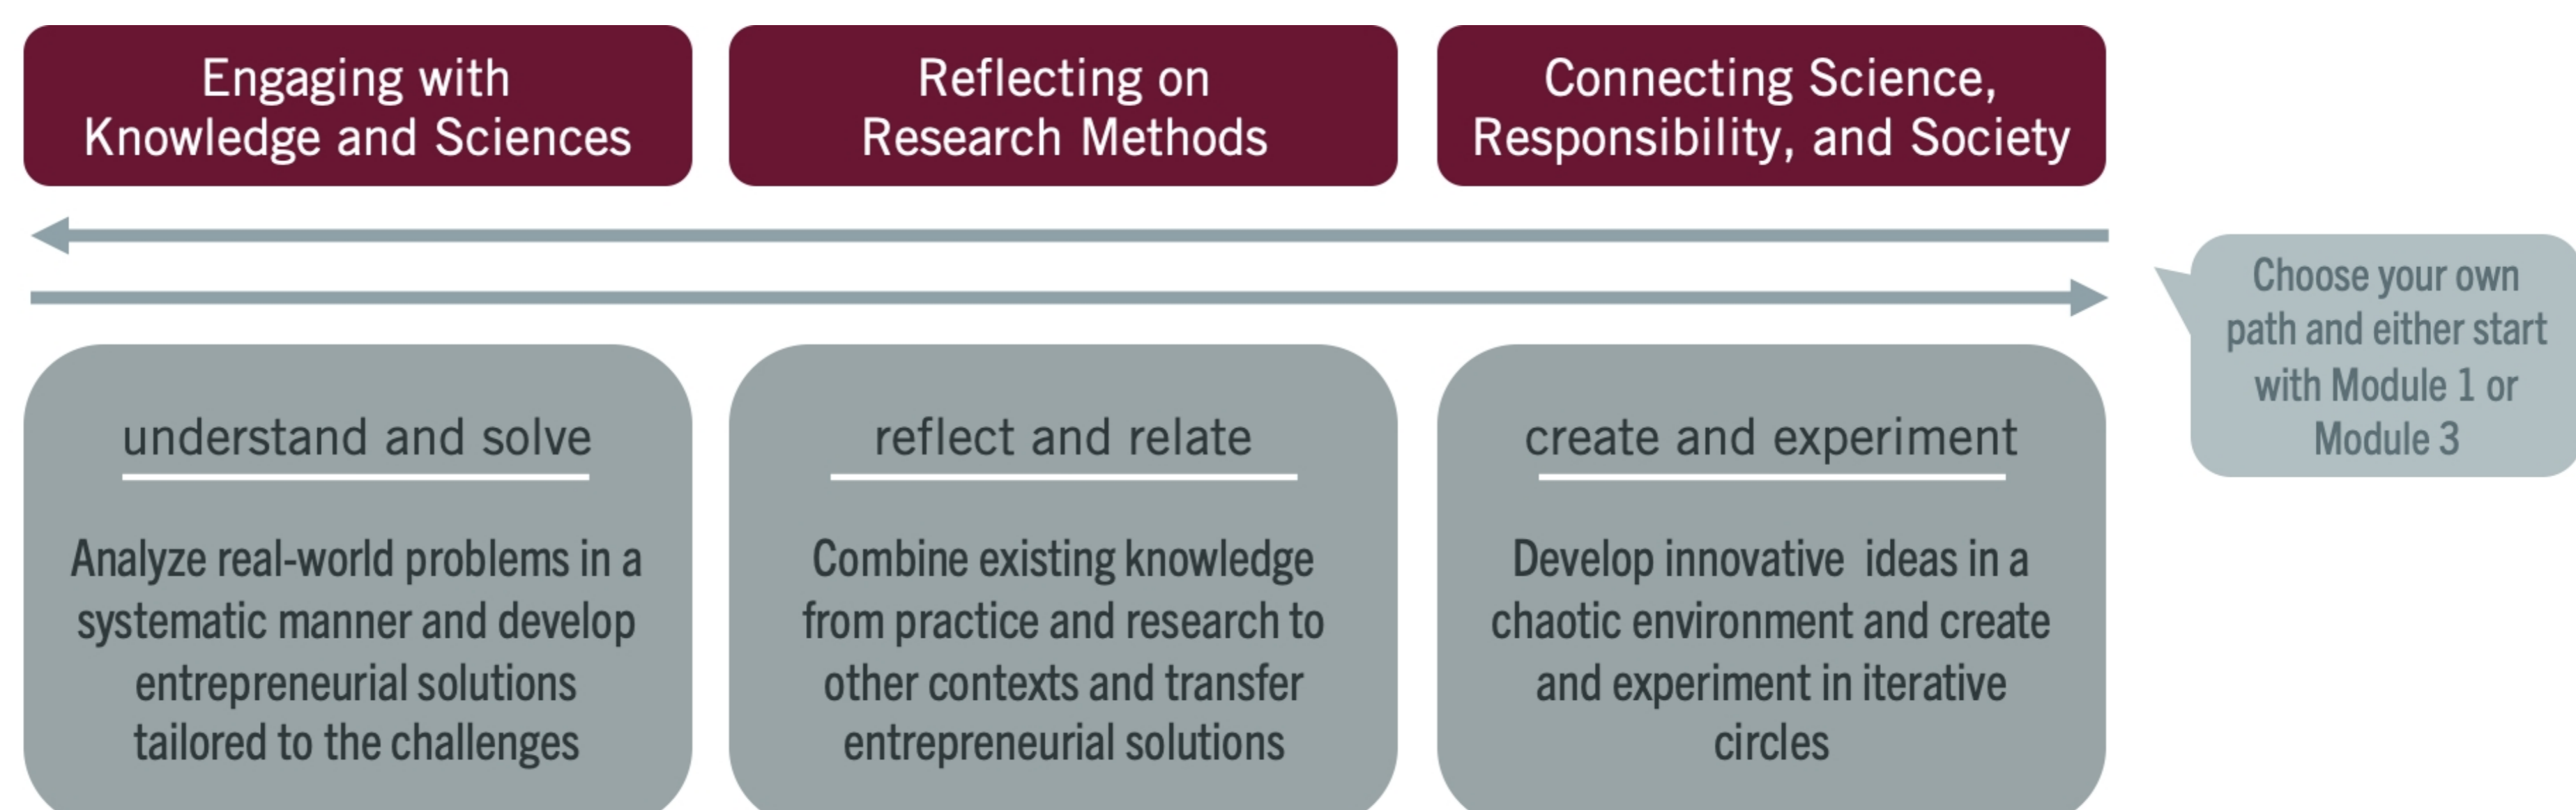 Engaging with
Knowledge and Sciences
Reflecting on
Research Methods
Connecting Science,
Responsibility, and Society
Choose your own
path and either start
with Module 1 or
Module 3
understand and solve
Analyze real-world problems in a
systematic manner and develop
entrepreneurial solutions
tailored to the challenges
reflect and relate
Combine existing knowledge
from practice and research to
other contexts and transfer
entrepreneurial solutions
create and experiment
Develop innovative ideas in a
chaotic environment and create
and experiment in iterative
circles